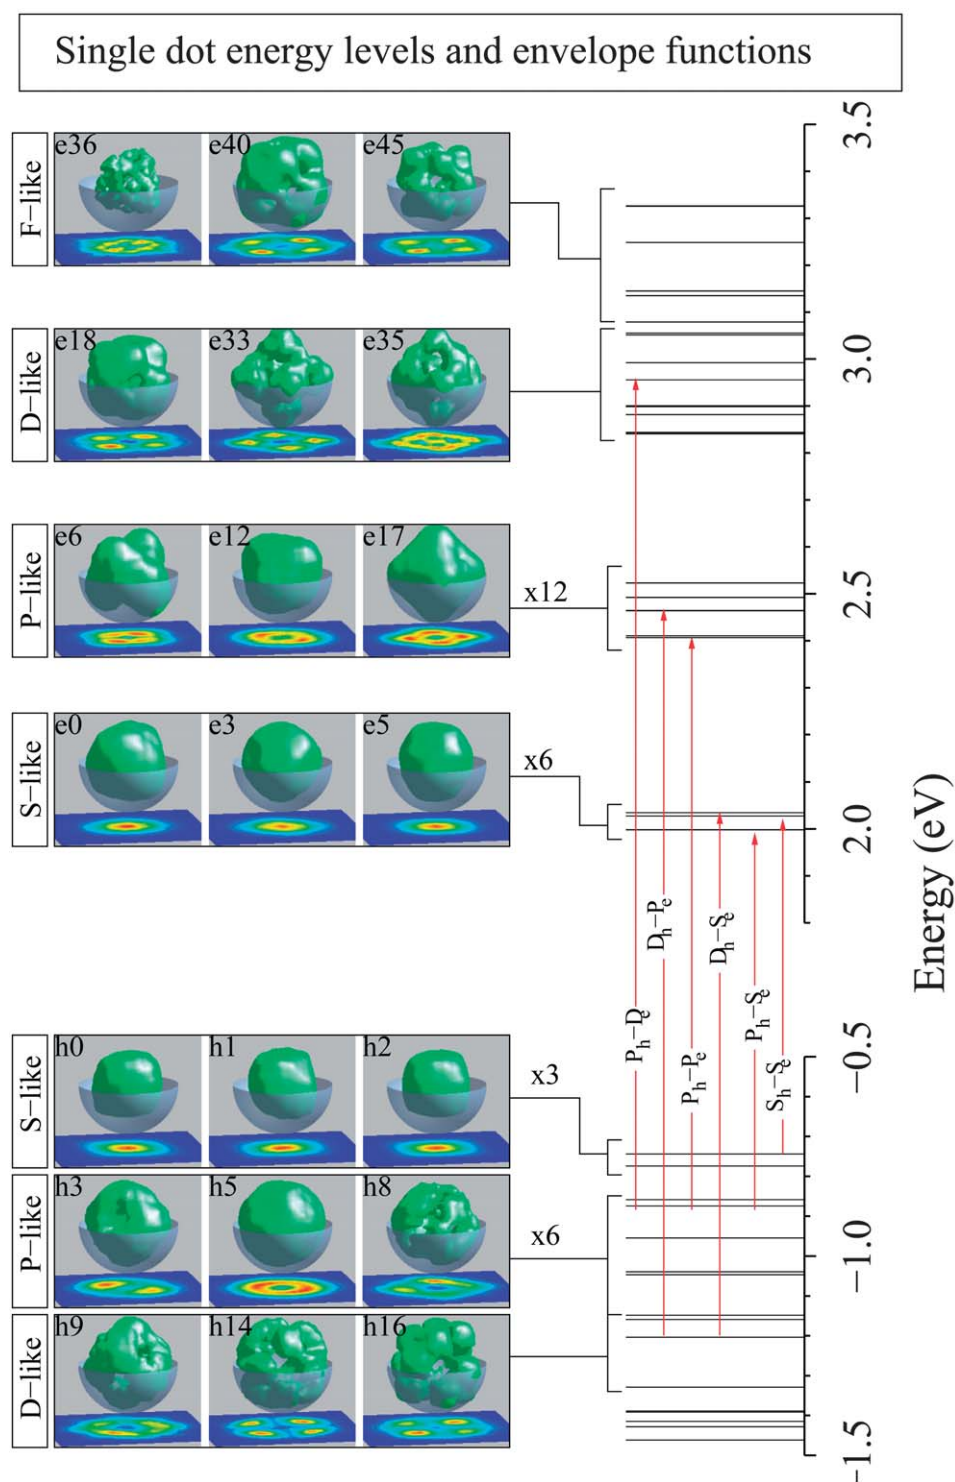 Single dot energy levels and envelope functions
F−like
e36
e40
e45
D−like
e18
e33
e35
P−like
e6
e12
e17
x12
S−like
e0
e3
e5
x6
S−like
h0
h1
h2
x3
P−like
h3
h5
h8
x6
D−like
h9
h14
h16
Ph−De
Dh−Pe
Ph−Pe
Dh−Se
Ph−Se
Sh−Se
3.5
3.0
2.5
2.0
−0.5
−1.0
−1.5
Energy (eV)